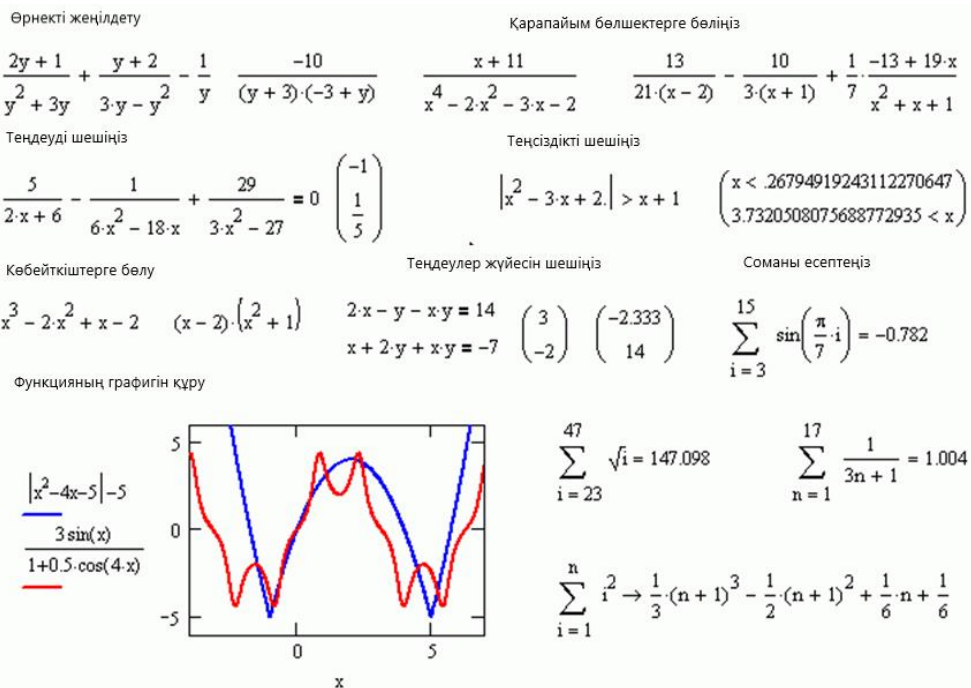 Өрнекті жеңілдету
Қарапайым бөлшектерге бөліңіз
(2y + 1)/(y^2 + 3y) + (y + 2)/(3·y − y^2) − 1/y    −10/((y + 3)·(−3 + y))
(x + 11)/(x^4 − 2·x^2 − 3·x − 2)    13/(21·(x − 2)) − 10/(3·(x + 1)) + 1/7·(−13 + 19·x)/(x^2 + x + 1)
Теңдеуді шешіңіз
Теңсіздікті шешіңіз
5/(2·x + 6) − 1/(6·x^2 − 18·x) + 29/(3·x^2 − 27) = 0    (−1  1/5)
|x^2 − 3·x + 2.| > x + 1
x < .26794919243112270647
3.7320508075688772935 < x
Көбейткіштерге бөлу
Теңдеулер жүйесін шешіңіз
Соманы есептеңіз
x^3 − 2·x^2 + x − 2    (x − 2)·(x^2 + 1)
2·x − y − x·y = 14
x + 2·y + x·y = −7
(3  −2)    (−2.333  14)
∑ i = 3 15 sin(π/7·i) = −0.782
Функцияның графигін құру
|x^2−4x−5|−5
3 sin(x)/(1+0.5·cos(4·x))
5
0
−5
0 5
x
∑ i = 23 47 √i = 147.098
∑ n = 1 17 1/(3n + 1) = 1.004
∑ i = 1 n i^2 → 1/3·(n + 1)^3 − 1/2·(n + 1)^2 + 1/6·n + 1/6